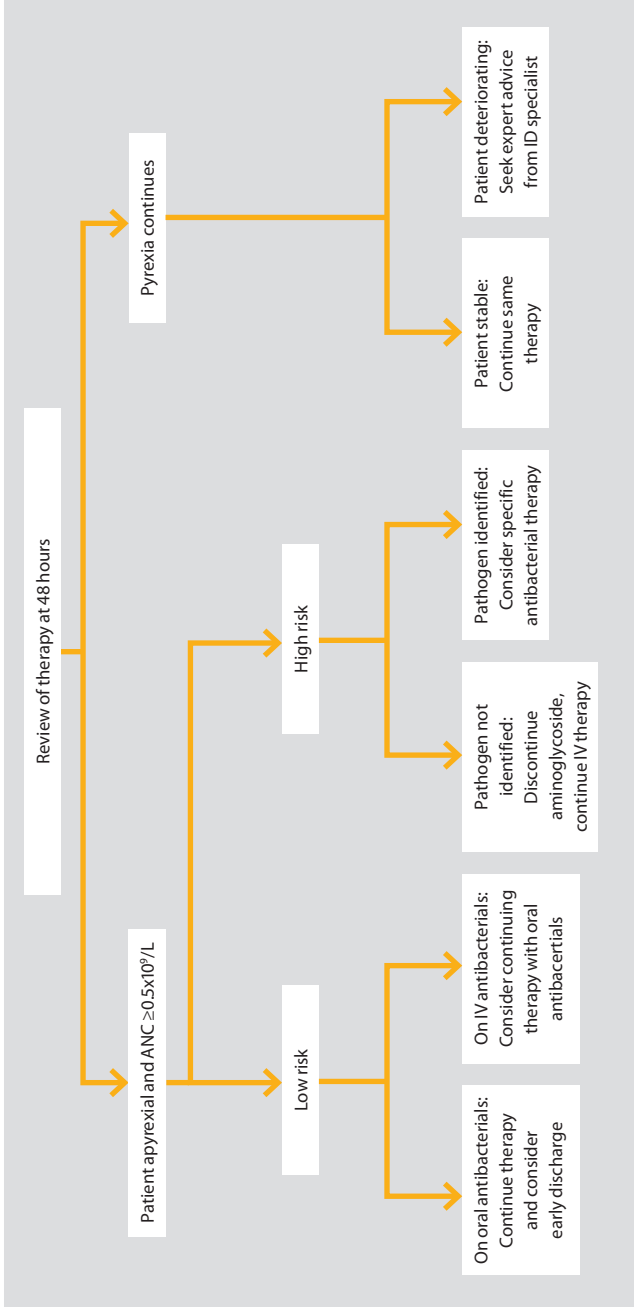 Review of therapy at 48 hours
Patient apyrexial and ANC ≥0.5x10⁹/L
Pyrexia continues
Low risk
High risk
On oral antibacterials:
Continue therapy
and consider
early discharge
On IV antibacterials:
Consider continuing
therapy with oral
antibacertials
Pathogen not
identified:
Discontinue
aminoglycoside,
continue IV therapy
Pathogen identified:
Consider specific
antibacterial therapy
Patient stable:
Continue same
therapy
Patient deteriorating:
Seek expert advice
from ID specialist